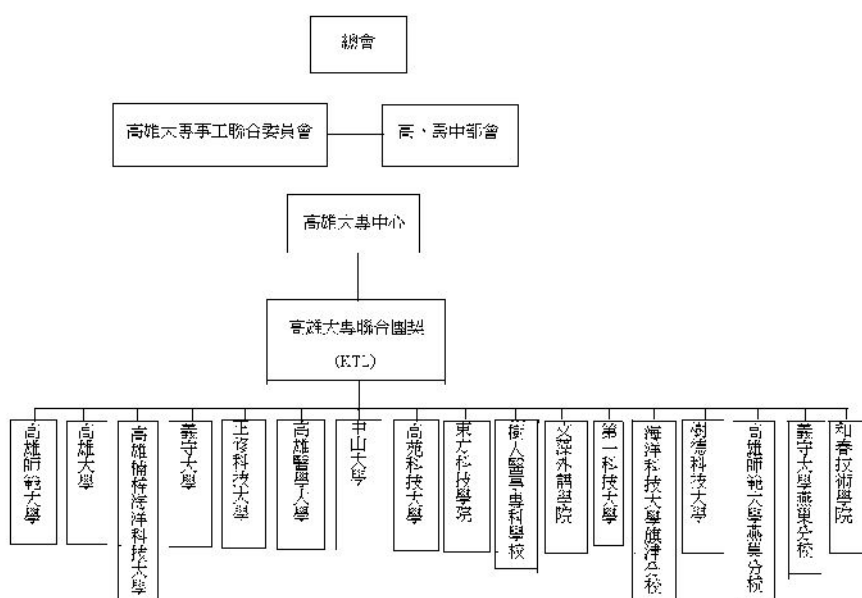 總會
高雄大專事工聯合委員會
高、壽中部會
高雄大專中心
高雄大專聯合團契
(KTL)
高雄師範大學
高雄大學
高雄楠梓海洋科技大學
義守大學
正修科技大學
高雄醫學大學
中山大學
高苑科技大學
東方科技學院
樹人醫事專科學校
文藻外語學院
第一科技大學
海洋科技大學旗津分校
樹德科技大學
高雄師範大學燕巢分校
義守大學燕巢分校
和春技術學院